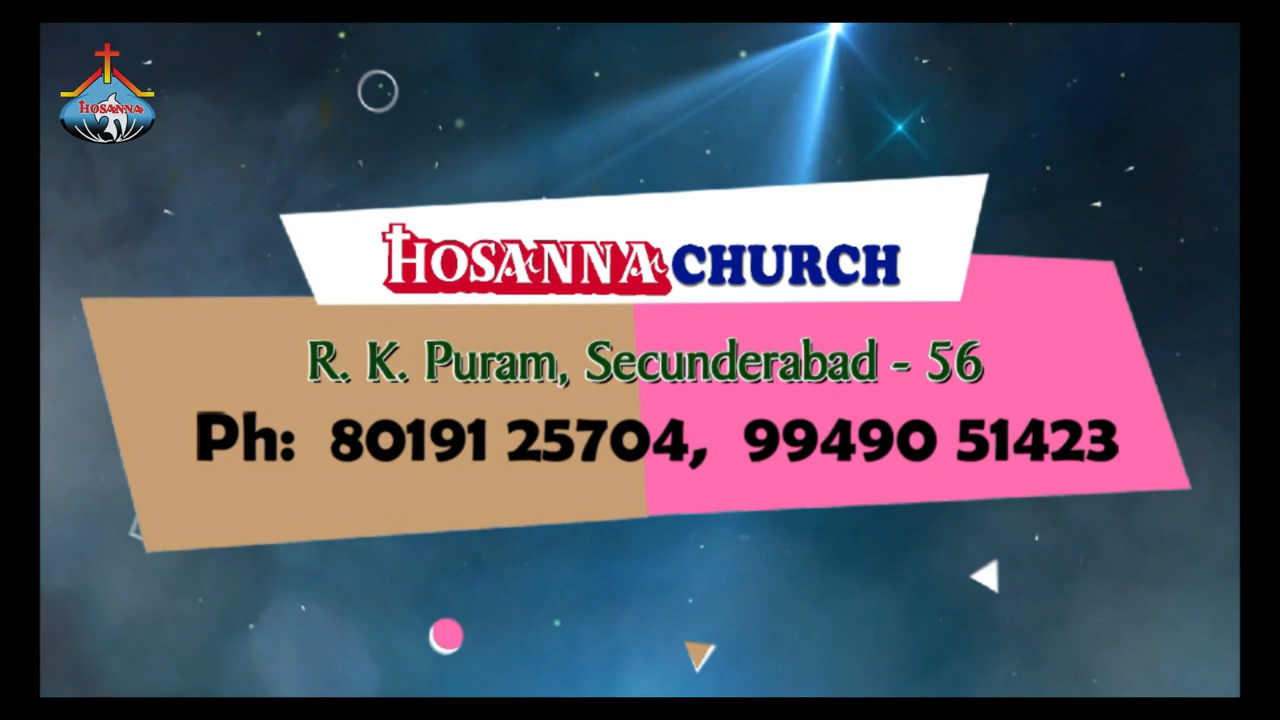 HOSANNA
HOSANNA CHURCH
R. K. Puram, Secunderabad - 56
Ph: 80191 25704, 99490 51423